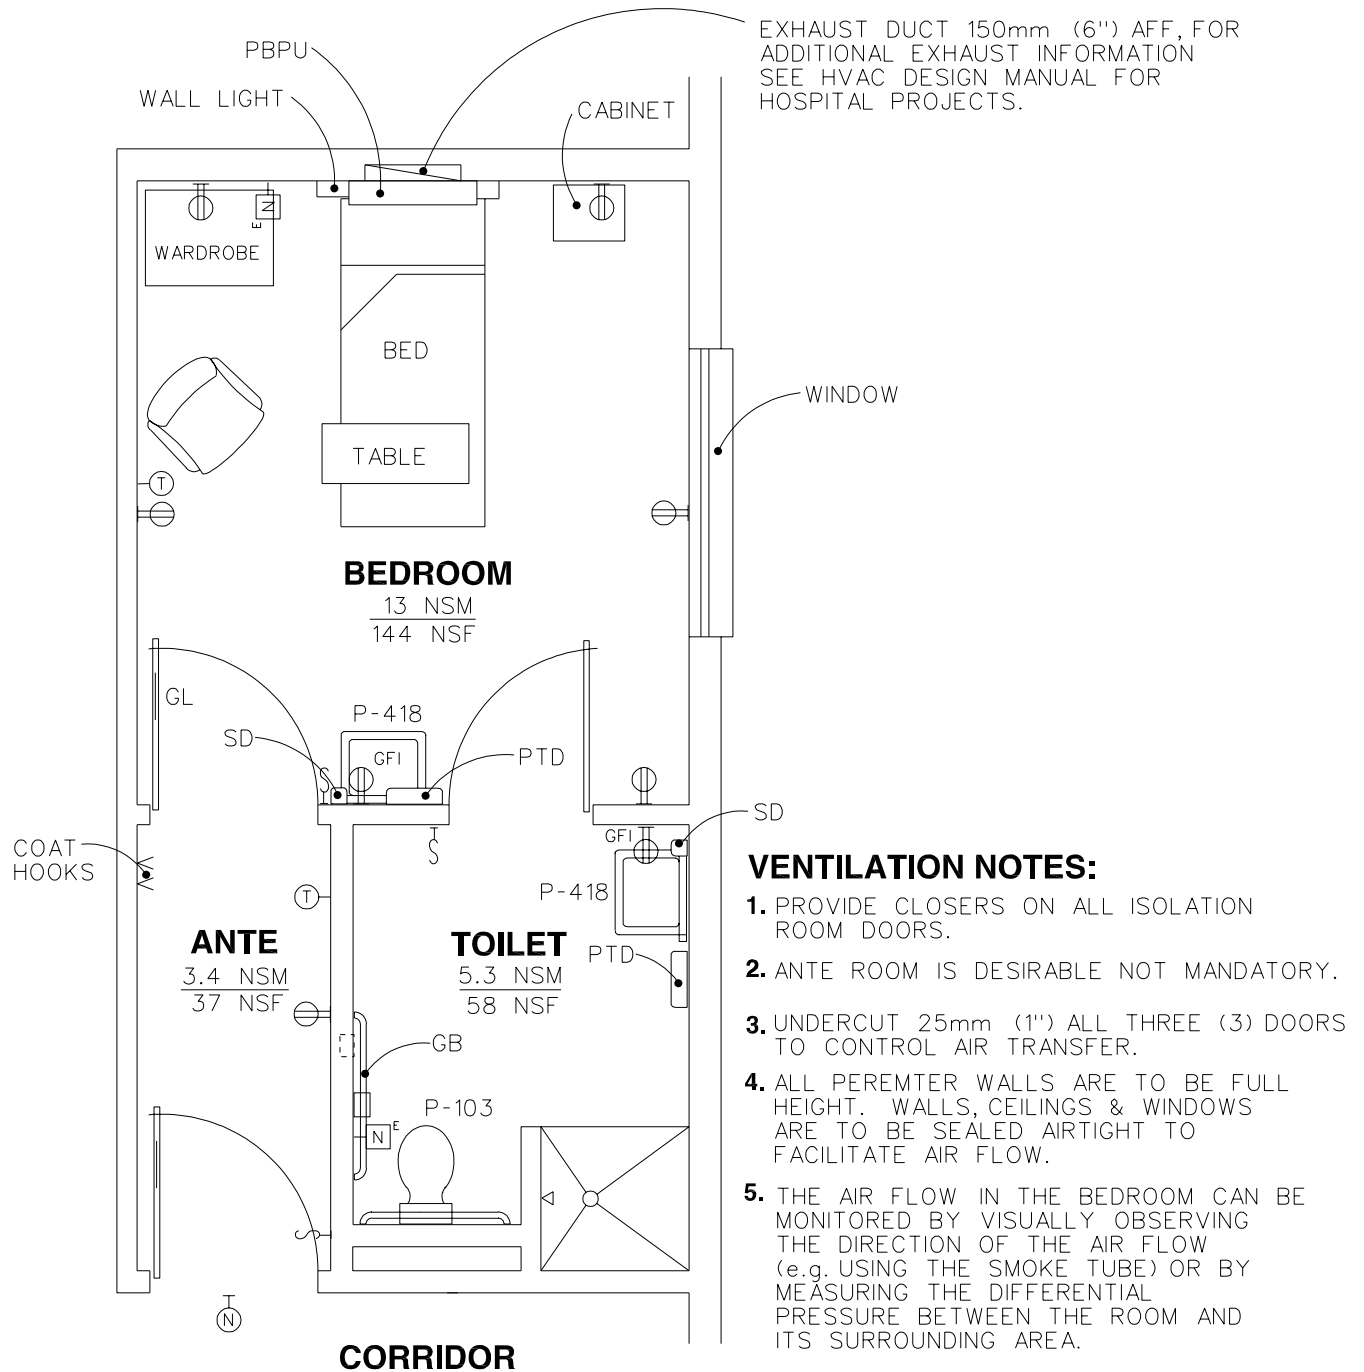 EXHAUST DUCT 150mm (6") AFF, FOR
ADDITIONAL EXHAUST INFORMATION
SEE HVAC DESIGN MANUAL FOR
HOSPITAL PROJECTS.
PBPU
WALL LIGHT
CABINET
N
E
WARDROBE
BED
WINDOW
TABLE
T
BEDROOM
13 NSM
144 NSF
GL
P-418
SD
GFI
PTD
S
SD
GFI
S
COAT
HOOKS
P-418
T
ANTE
3.4 NSM
37 NSF
TOILET
5.3 NSM
58 NSF
PTD
GB
P-103
N
E
S
N
CORRIDOR
VENTILATION NOTES:
1. PROVIDE CLOSERS ON ALL ISOLATION
ROOM DOORS.
2. ANTE ROOM IS DESIRABLE NOT MANDATORY.
3. UNDERCUT 25mm (1") ALL THREE (3) DOORS
TO CONTROL AIR TRANSFER.
4. ALL PEREMTER WALLS ARE TO BE FULL
HEIGHT. WALLS, CEILINGS & WINDOWS
ARE TO BE SEALED AIRTIGHT TO
FACILITATE AIR FLOW.
5. THE AIR FLOW IN THE BEDROOM CAN BE
MONITORED BY VISUALLY OBSERVING
THE DIRECTION OF THE AIR FLOW
(e.g. USING THE SMOKE TUBE) OR BY
MEASURING THE DIFFERENTIAL
PRESSURE BETWEEN THE ROOM AND
ITS SURROUNDING AREA.